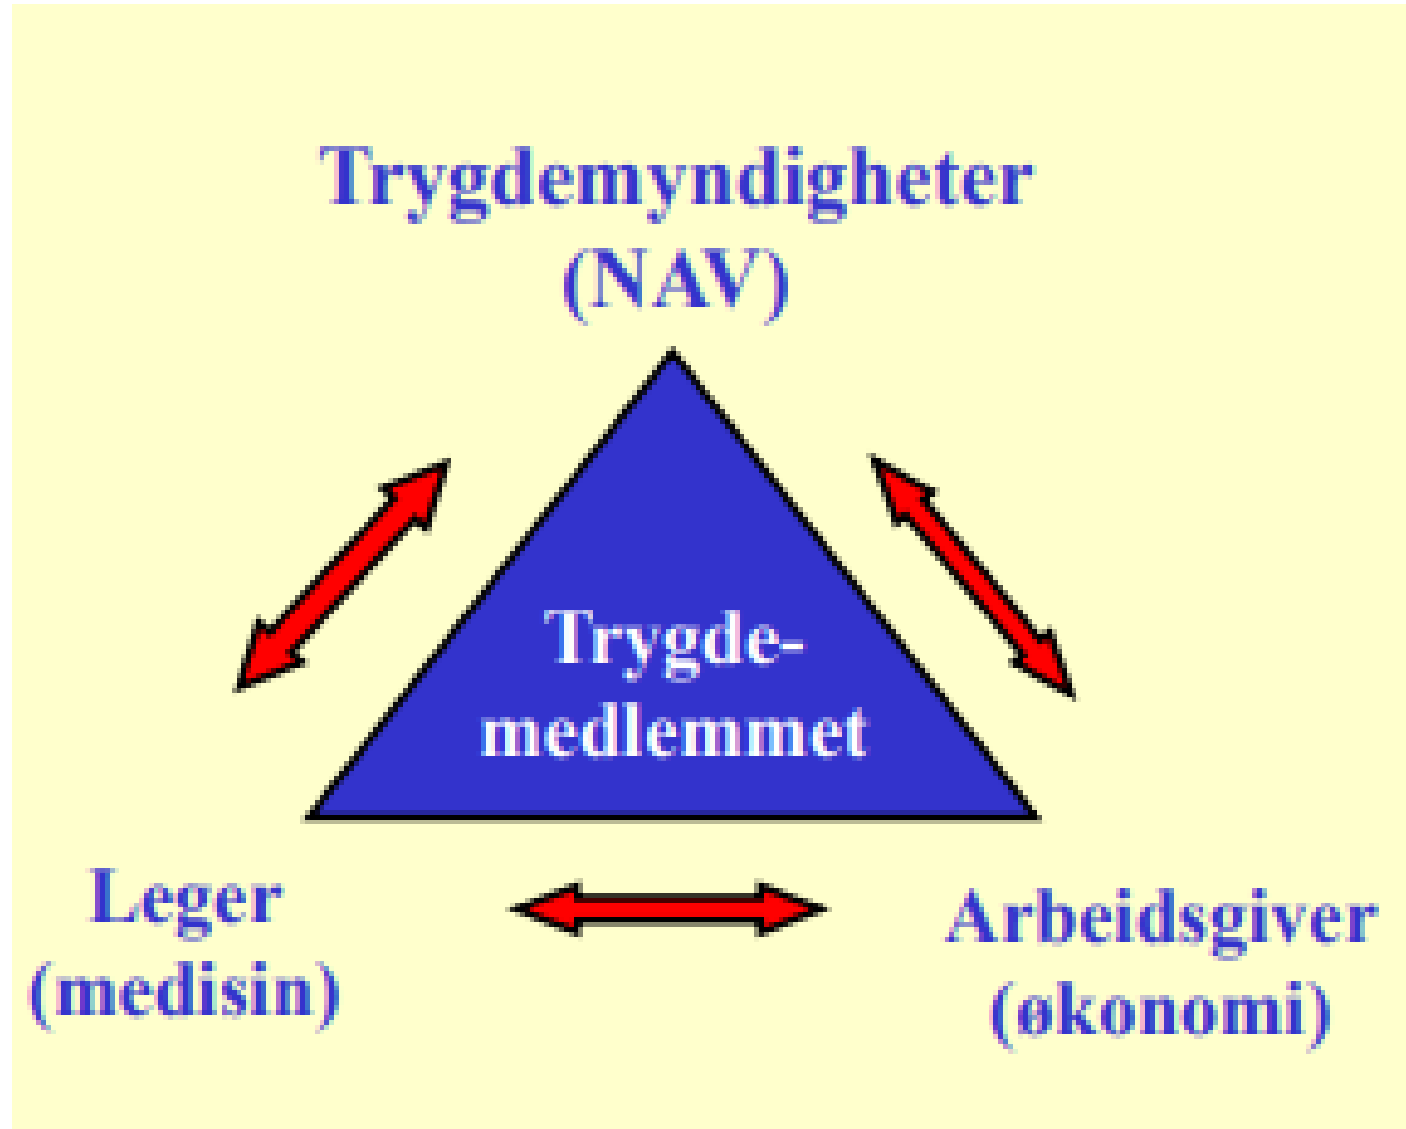 Trygdemyndigheter
(NAV)
Trygde-
medlemmet
Leger
(medisin)
Arbeidsgiver
(økonomi)